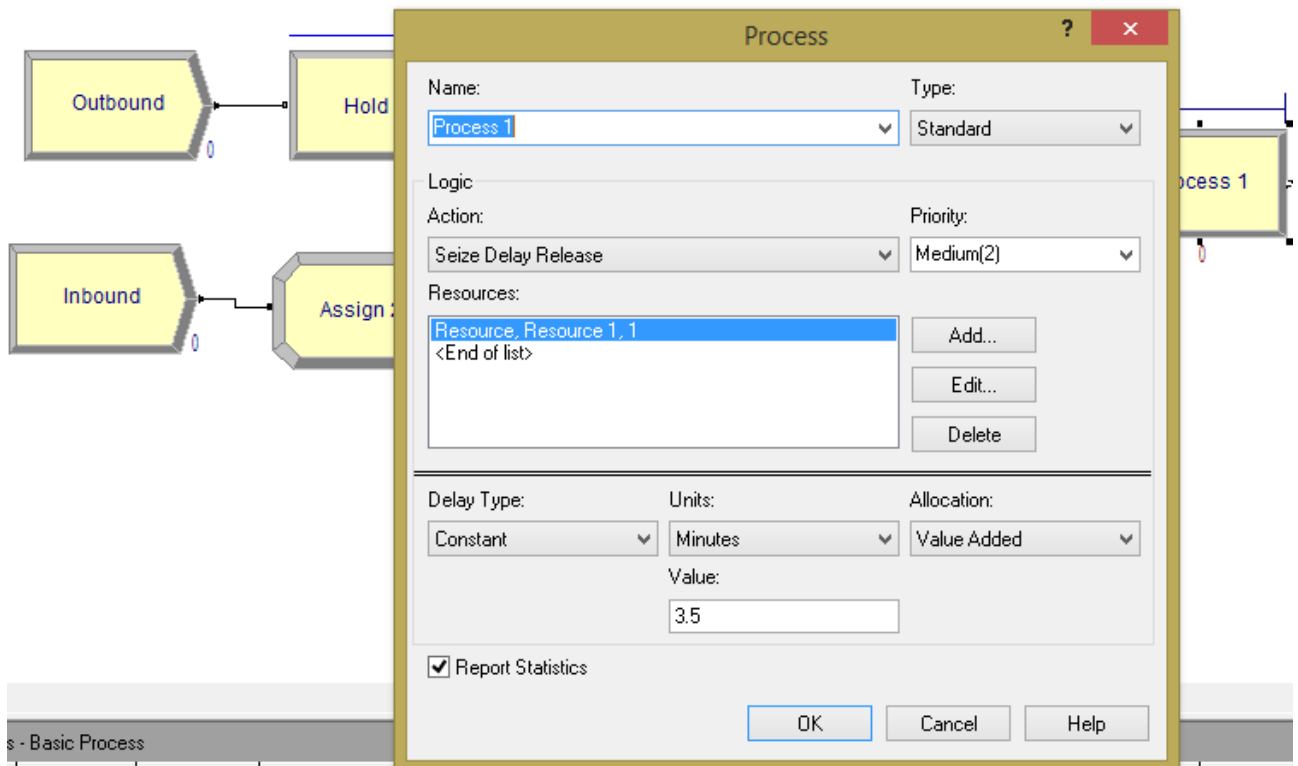 Process
?
×
Outbound
0
Hold
Inbound
0
Assign 2
Name:
Type:
Process 1
Standard
Logic
Action:
Priority:
Seize Delay Release
Medium(2)
Resources:
Resource, Resource 1, 1
<End of list>
Add...
Edit...
Delete
Delay Type:
Units:
Allocation:
Constant
Minutes
Value Added
Value:
3.5
Report Statistics
OK
Cancel
Help
ocess 1
0
s - Basic Process